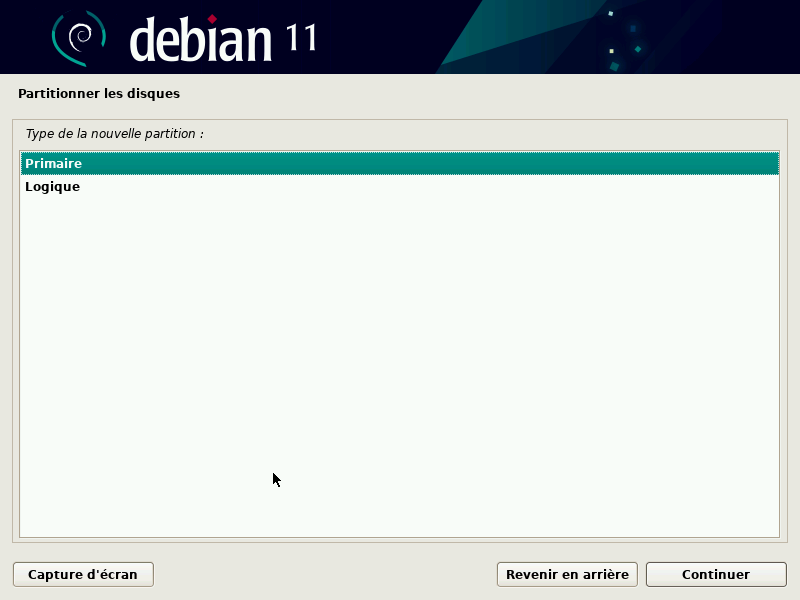 debian 11
Partitionner les disques
Type de la nouvelle partition :
Primaire
Logique
Capture d'écran
Revenir en arrière
Continuer